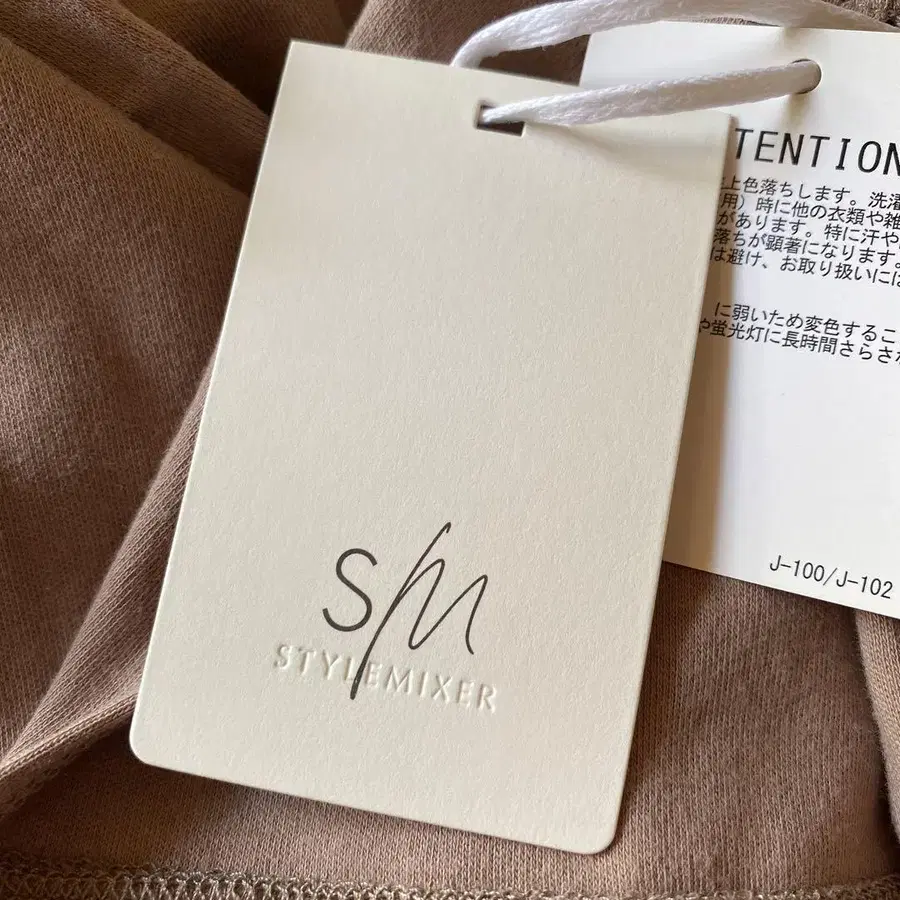 S/M
STYLEMIXER
TENTION
上色落ちします。洗濯
用）時に他の衣類や雑
があります。特に汗や
落ちが顕著になります。
は避け、お取り扱いには
に弱いため変色するこ
や蛍光灯に長時間さらさ
J-100/J-102